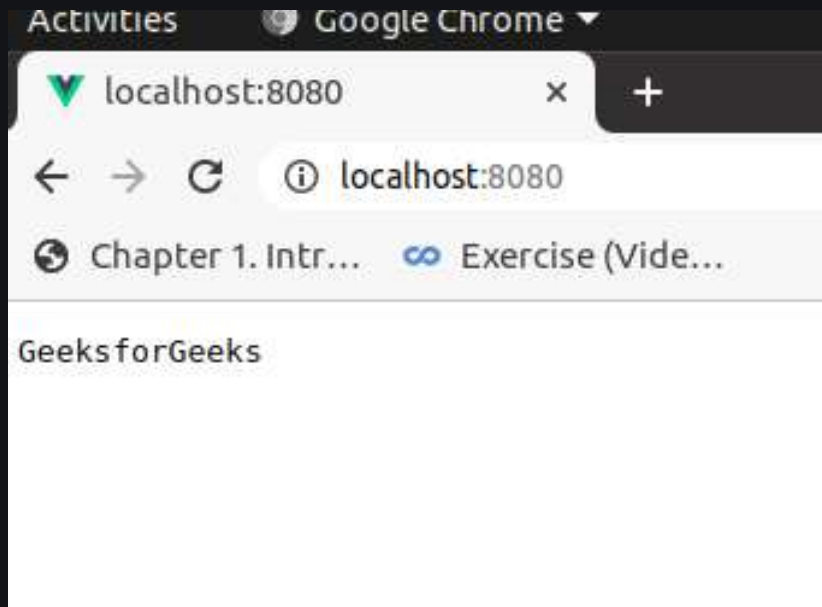 Activities Google Chrome
localhost:8080
localhost:8080
Chapter 1. Intr... Exercise (Vide...
GeeksforGeeks